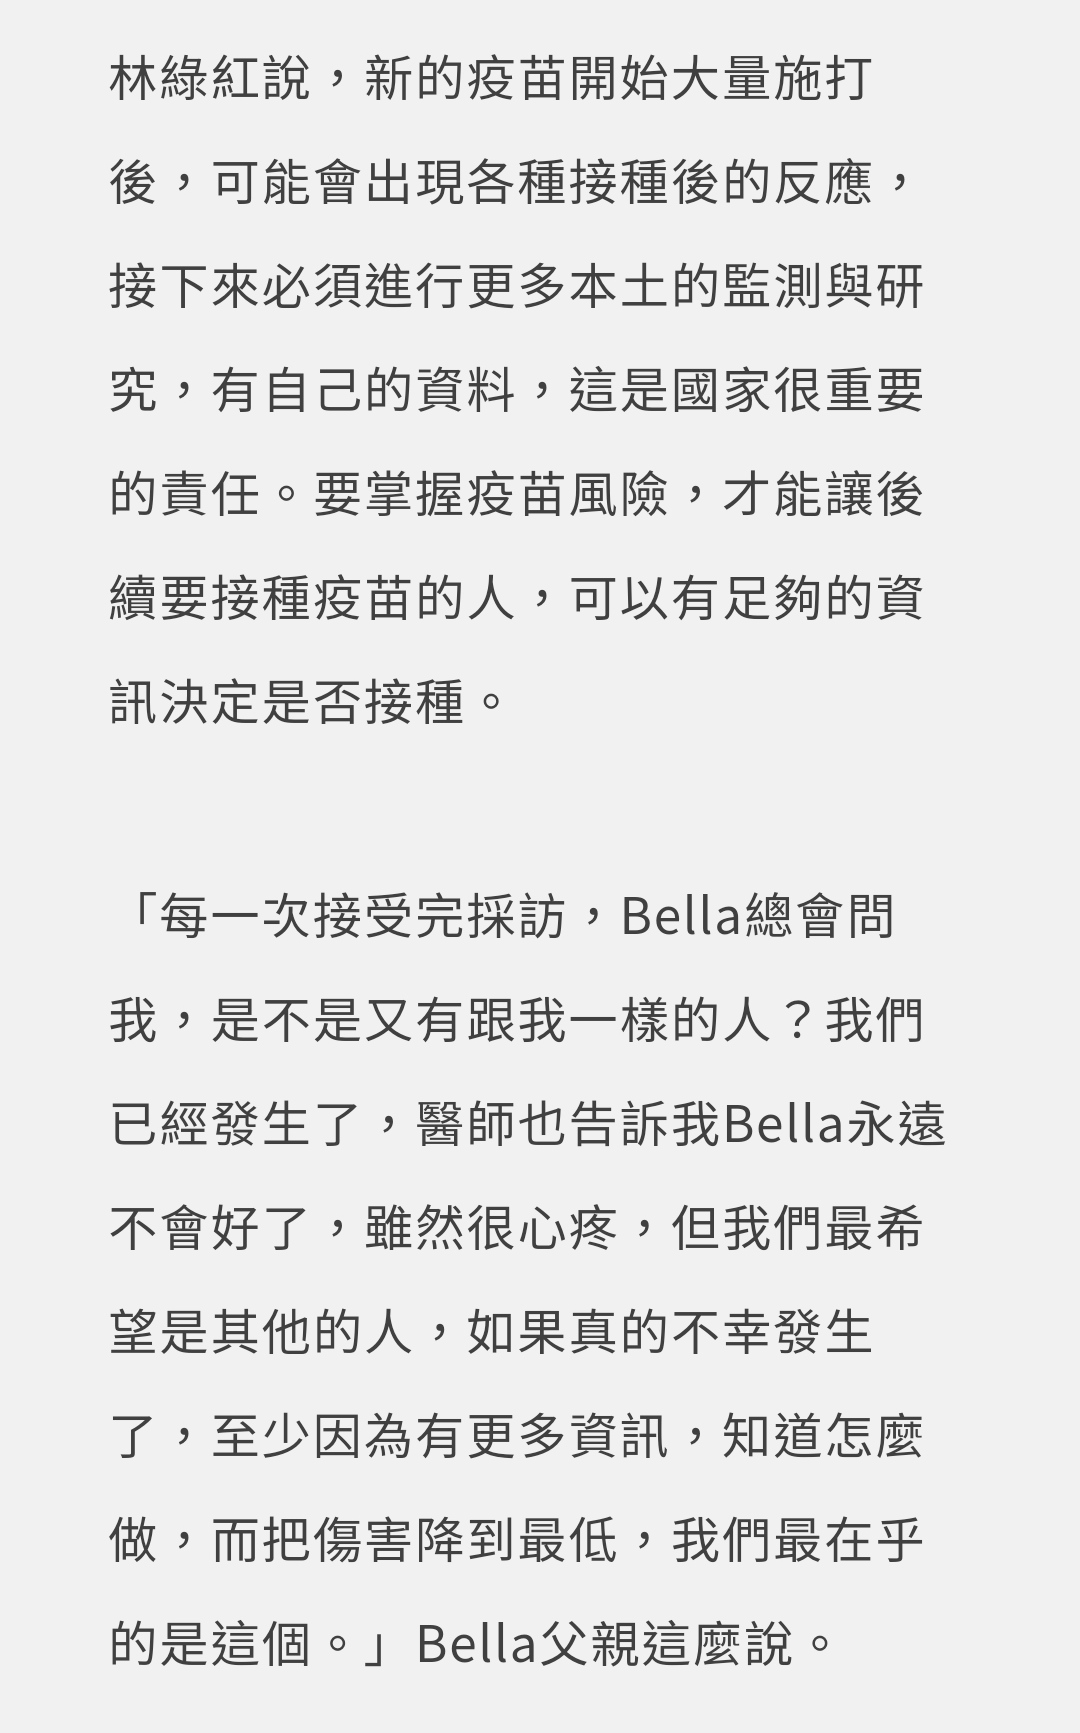 林綠紅說，新的疫苗開始大量施打
後，可能會出現各種接種後的反應，
接下來必須進行更多本土的監測與研
究，有自己的資料，這是國家很重要
的責任。要掌握疫苗風險，才能讓後
續要接種疫苗的人，可以有足夠的資
訊決定是否接種。
「每一次接受完採訪，Bella總會問
我，是不是又有跟我一樣的人？我們
已經發生了，醫師也告訴我Bella永遠
不會好了，雖然很心疼，但我們最希
望是其他的人，如果真的不幸發生
了，至少因為有更多資訊，知道怎麼
做，而把傷害降到最低，我們最在乎
的是這個。」Bella父親這麼說。